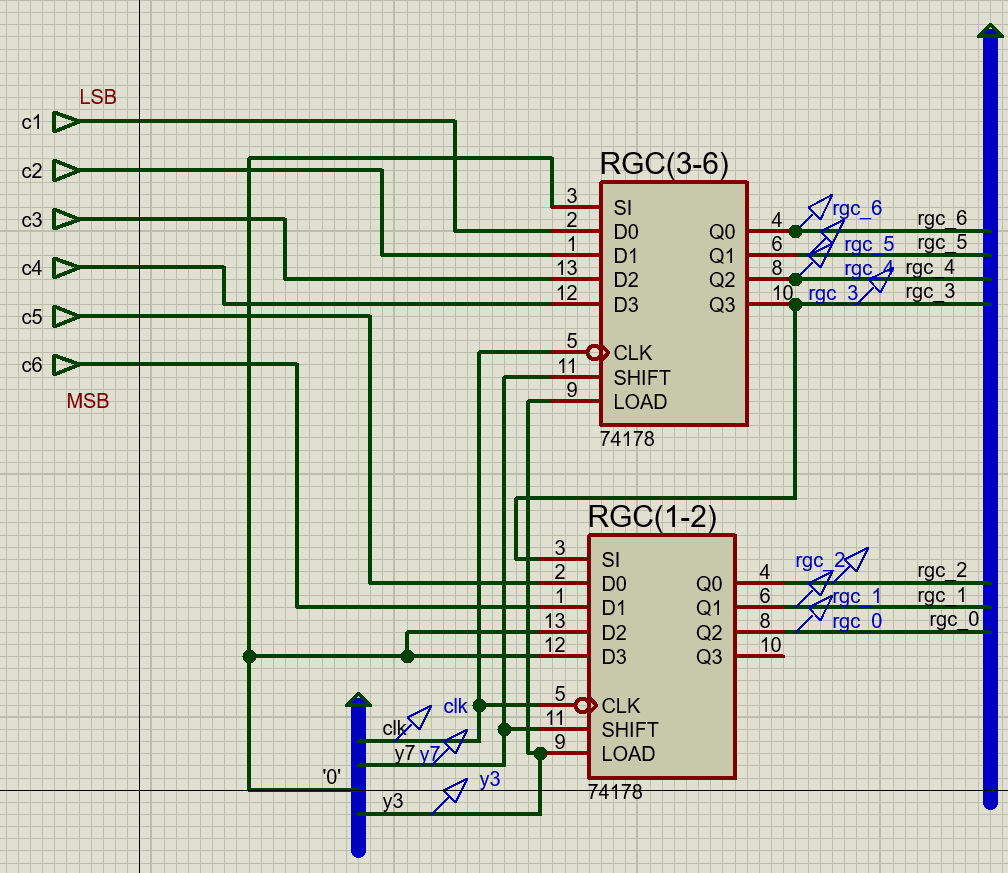 LSB
c1
c2
c3
c4
c5
c6
MSB
RGC(3-6)
3 SI
2 D0 Q0 4 rgc_6 rgc_6
1 D1 Q1 6 rgc_5 rgc_5
13 D2 Q2 8 rgc_4 rgc_4
12 D3 Q3 10 rgc_3 rgc_3
5 CLK
11 SHIFT
9 LOAD
74178
RGC(1-2)
3 SI
2 D0 Q0 4 rgc_2 rgc_2
1 D1 Q1 6 rgc_1 rgc_1
13 D2 Q2 8 rgc_0 rgc_0
12 D3 Q3 10
5 CLK
11 SHIFT
9 LOAD
74178
clk clk
y7 y7
'0'
y3 y3